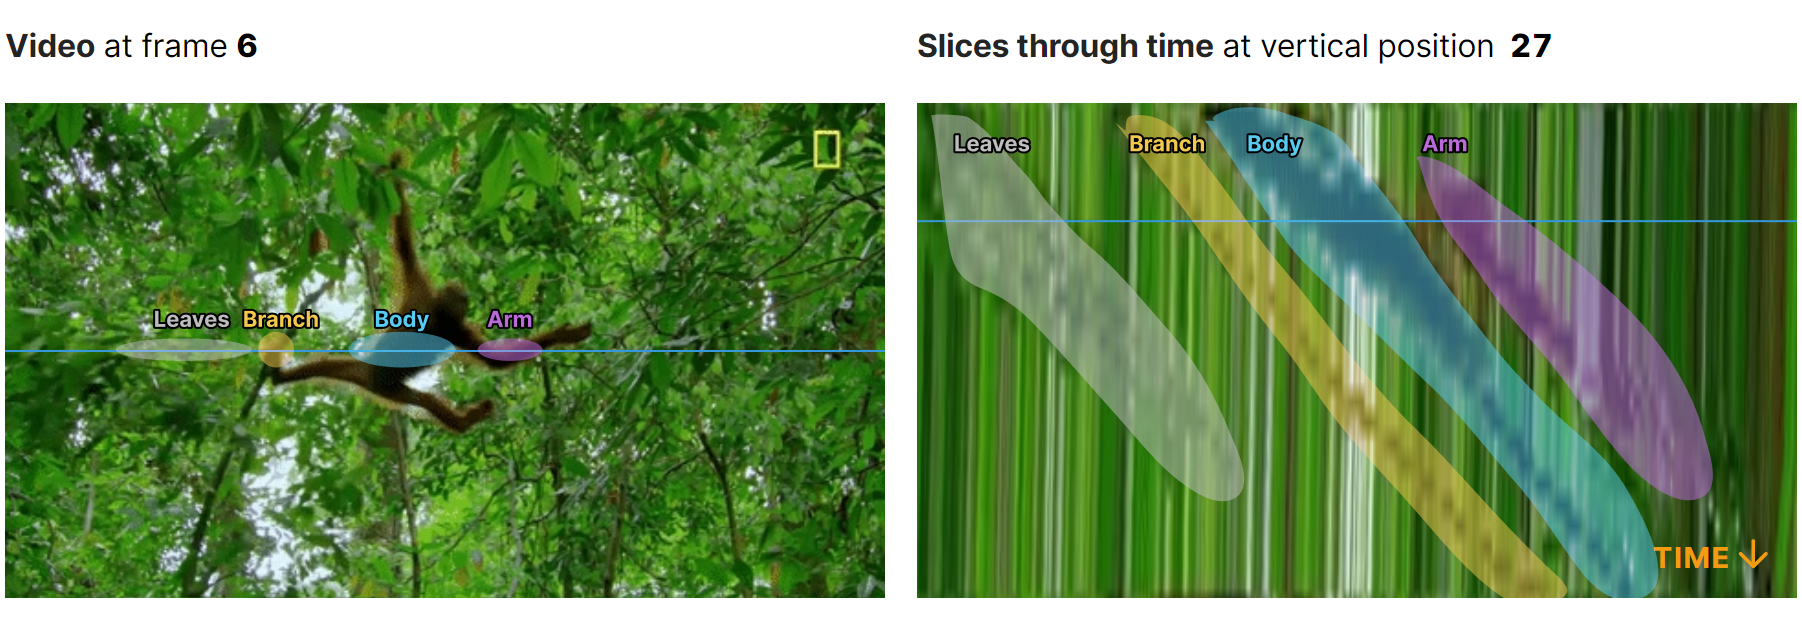 Video at frame 6
Slices through time at vertical position 27
Leaves Branch Body Arm
Leaves Branch Body Arm
TIME ↓